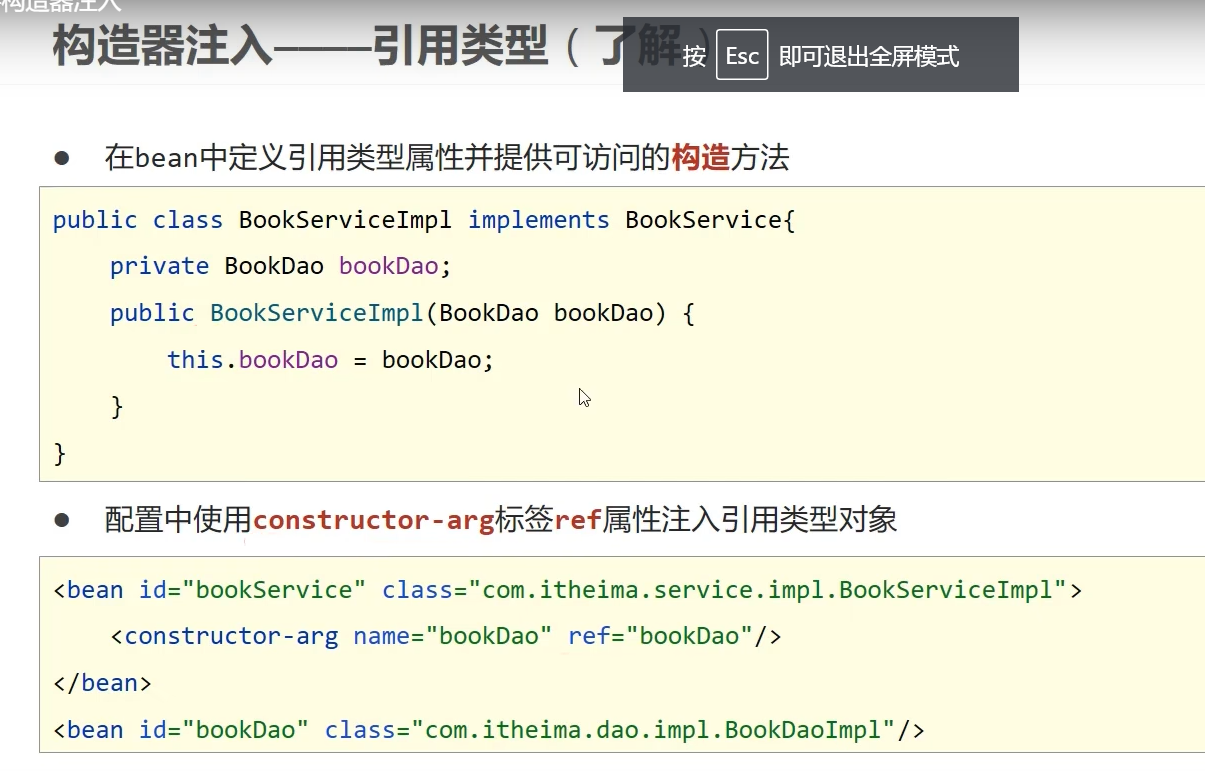 构造器注入
构造器注入——引用类型（了解）
按 Esc 即可退出全屏模式
● 在bean中定义引用类型属性并提供可访问的构造方法
public class BookServiceImpl implements BookService{
    private BookDao bookDao;
    public BookServiceImpl(BookDao bookDao) {
        this.bookDao = bookDao;
    }
}
● 配置中使用constructor-arg标签ref属性注入引用类型对象
<bean id="bookService" class="com.itheima.service.impl.BookServiceImpl">
    <constructor-arg name="bookDao" ref="bookDao"/>
</bean>
<bean id="bookDao" class="com.itheima.dao.impl.BookDaoImpl"/>